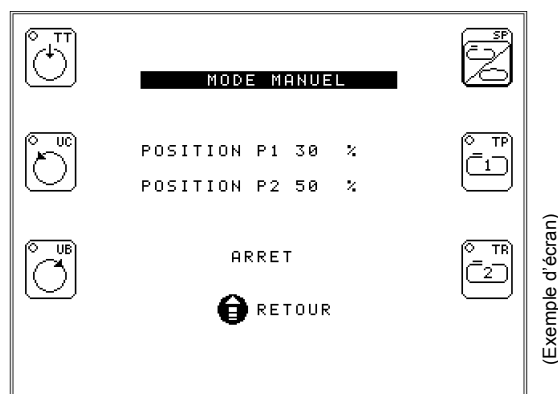 TT
SP
MODE MANUEL
UC
TP
1
POSITION P1 30 %
POSITION P2 50 %
UB
TR
2
ARRET
RETOUR
(Exemple d'écran)